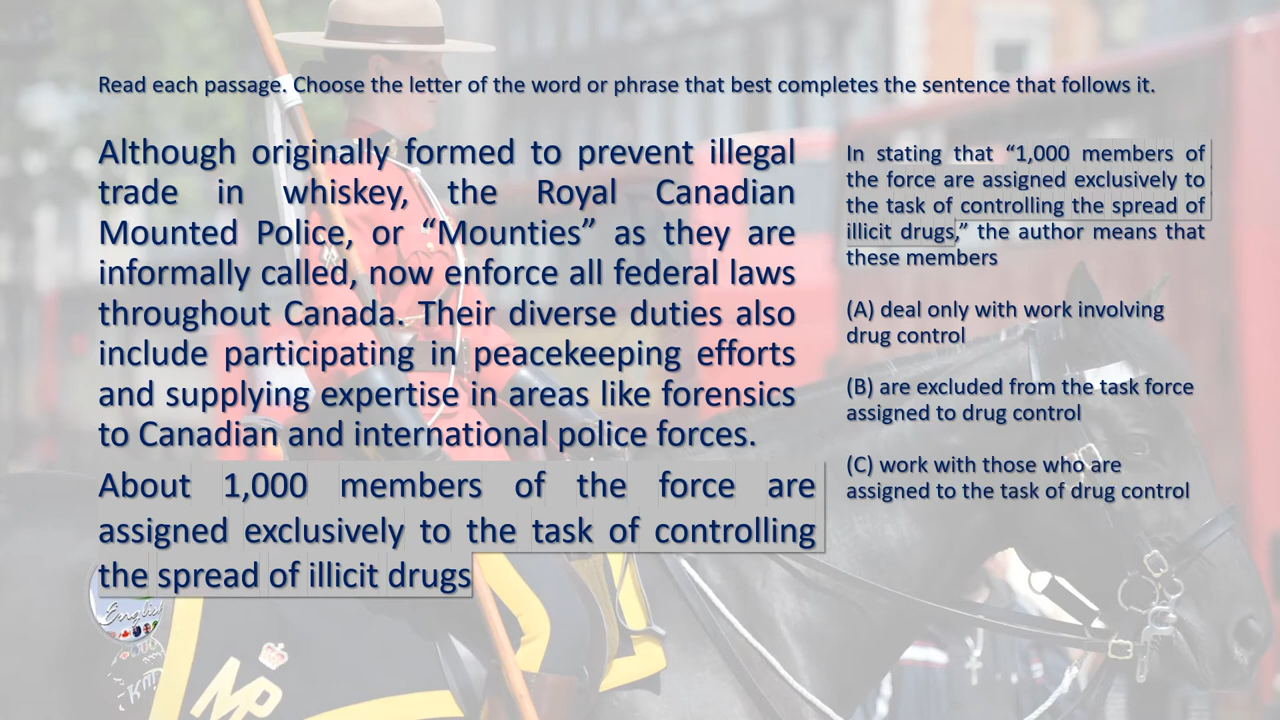 Read each passage. Choose the letter of the word or phrase that best completes the sentence that follows it.
Although originally formed to prevent illegal
trade in whiskey, the Royal Canadian
Mounted Police, or “Mounties” as they are
informally called, now enforce all federal laws
throughout Canada. Their diverse duties also
include participating in peacekeeping efforts
and supplying expertise in areas like forensics
to Canadian and international police forces.
About 1,000 members of the force are
assigned exclusively to the task of controlling
the spread of illicit drugs
In stating that “1,000 members of
the force are assigned exclusively to
the task of controlling the spread of
illicit drugs,” the author means that
these members
(A) deal only with work involving
drug control
(B) are excluded from the task force
assigned to drug control
(C) work with those who are
assigned to the task of drug control
English
MP